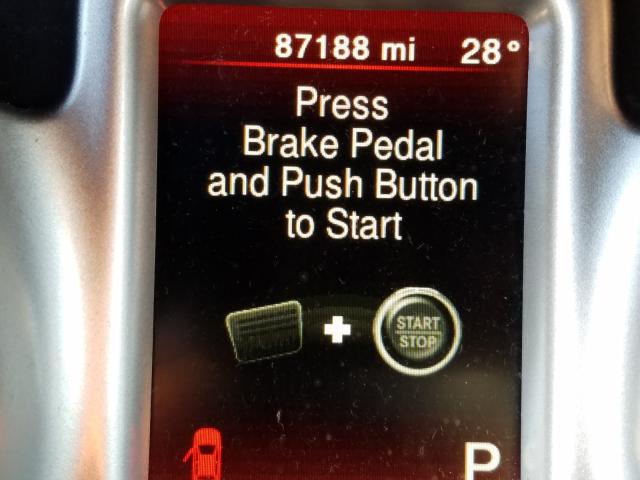 87188 mi 28°
Press
Brake Pedal
and Push Button
to Start
START
STOP
P